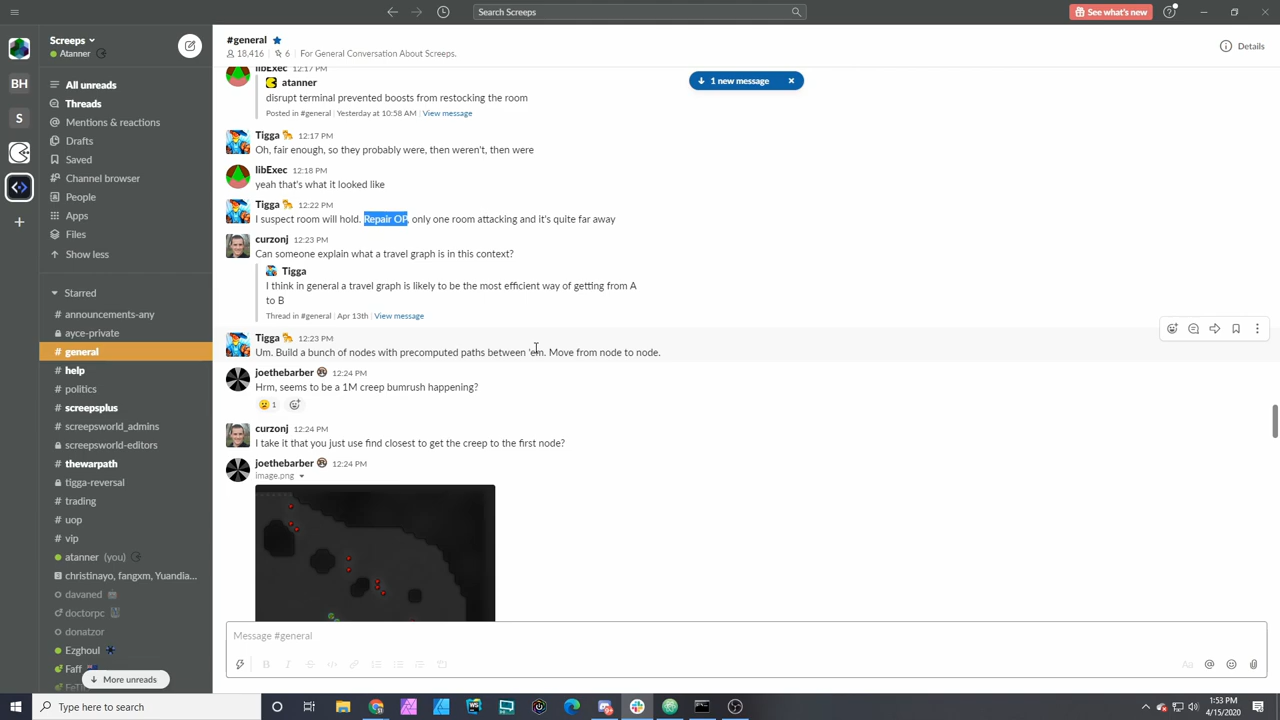 Search Screeps
See what's new
Screeps
Atanner
#general
18,416 | 6 | For General Conversation About Screeps.
Details
BH
S
All unreads
Threads
Mentions & reactions
Drafts
Saved
Channel browser
People
Apps
Files
Show less
Starred
# announcements-any
ayce-private
# general
# help
# politics
# screepsplus
# screepsworld_admins
screepsworld-editors
# thewarpath
tigga-reversal
# trading
# uop
# vip
atanner (you)
3 christinayo, fangxm, Yuandia...
davaned
doctorpc
donatzor
Ezghoul
Faff
More unreads
1 new message
libExec 12:17 PM
atanner
disrupt terminal prevented boosts from restocking the room
Posted in #general | Yesterday at 10:58 AM | View message
Tigga 12:17 PM
Oh, fair enough, so they probably were, then weren't, then were
libExec 12:18 PM
yeah that's what it looked like
Tigga 12:22 PM
I suspect room will hold. Repair OP, only one room attacking and it's quite far away
curzonj 12:23 PM
Can someone explain what a travel graph is in this context?
Tigga
I think in general a travel graph is likely to be the most efficient way of getting from A
to B
Thread in #general | Apr 13th | View message
Tigga 12:23 PM
Um. Build a bunch of nodes with precomputed paths between 'em. Move from node to node.
joethebarber 12:24 PM
Hrm, seems to be a 1M creep bumrush happening?
1
curzonj 12:24 PM
I take it that you just use find closest to get the creep to the first node?
joethebarber 12:24 PM
image.png
Message #general
Type here to search
1:53 PM
4/15/2020